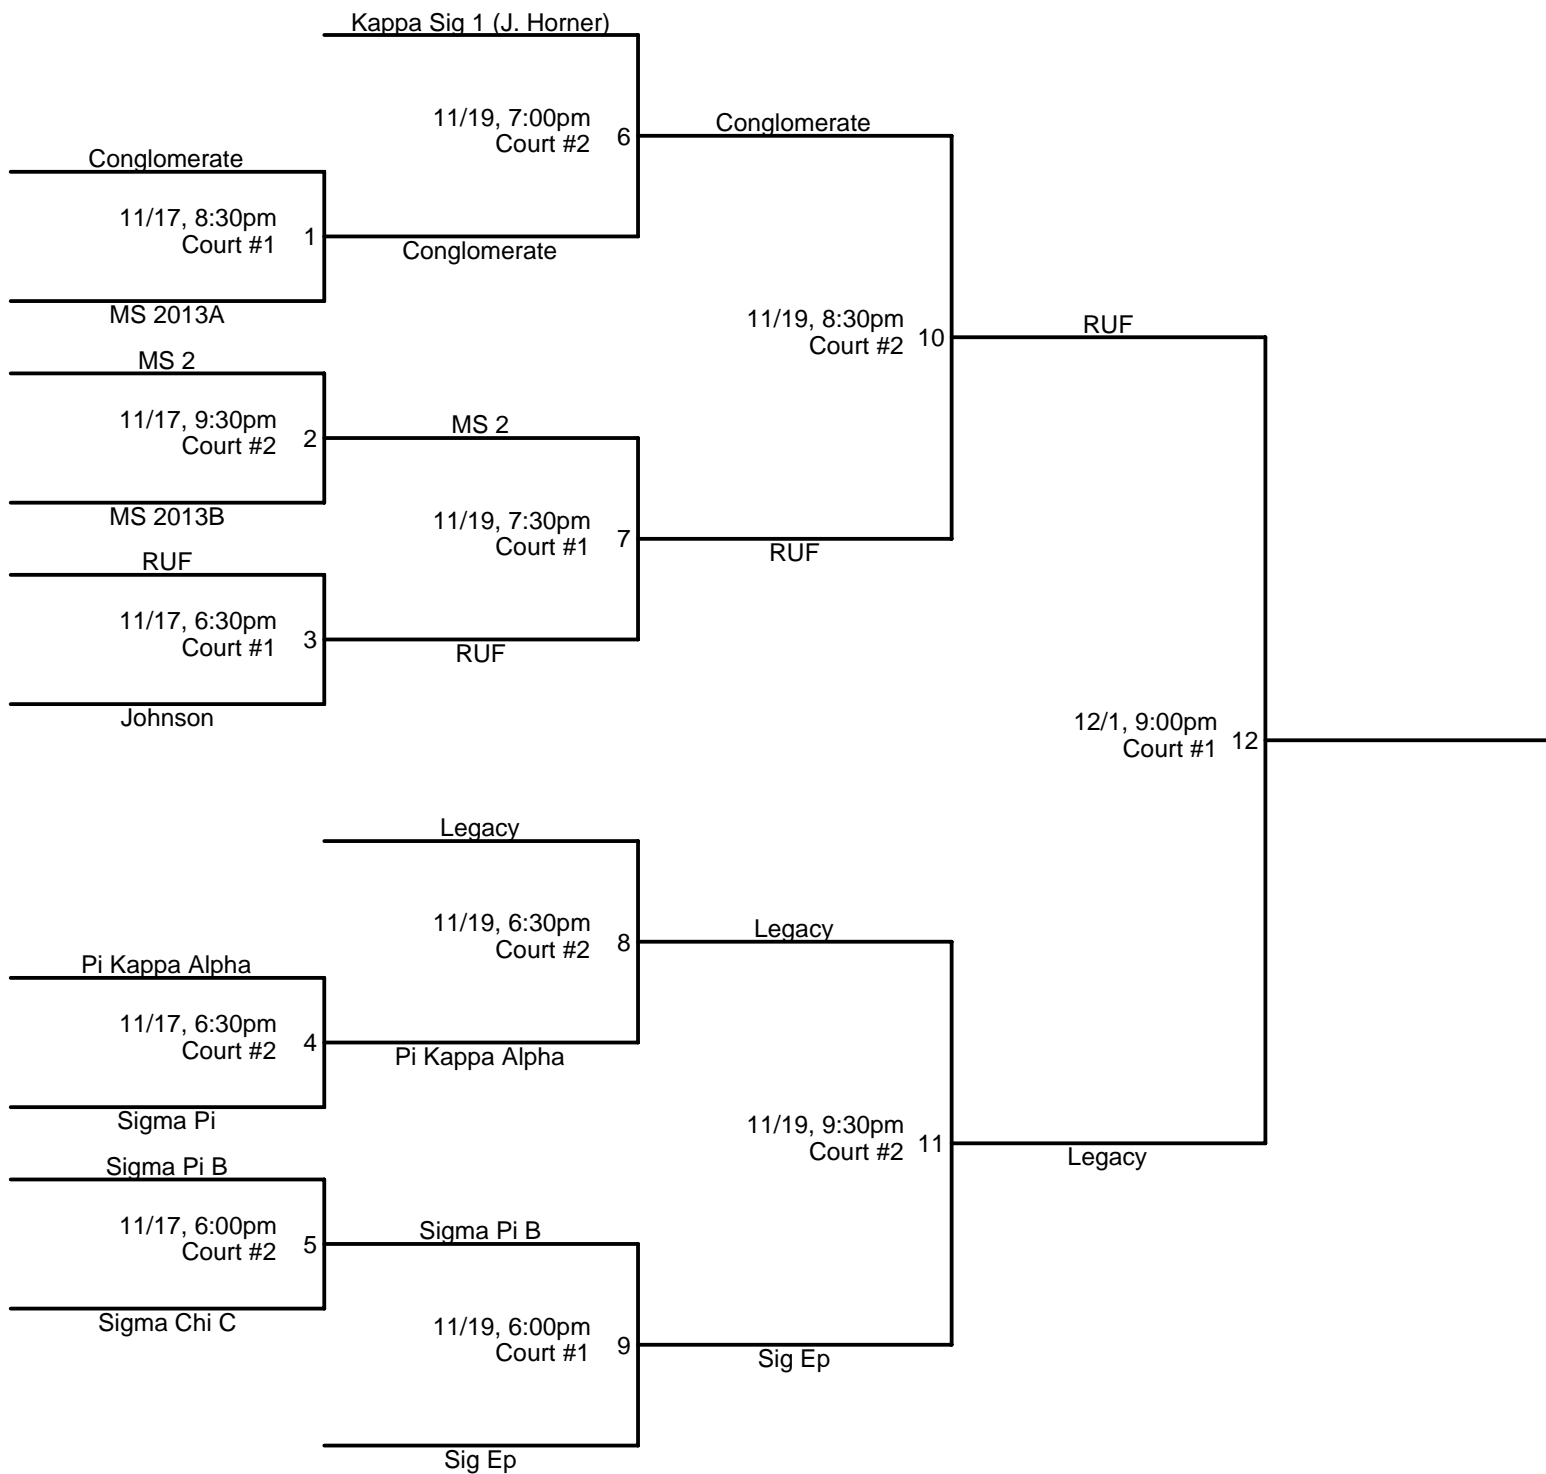 Kappa Sig 1 (J. Horner)
11/19, 7:00pm
Court #2
6
Conglomerate
Conglomerate
11/17, 8:30pm
Court #1
1
Conglomerate
MS 2013A
11/19, 8:30pm
Court #2
10
RUF
MS 2
11/17, 9:30pm
Court #2
2
MS 2
MS 2013B
11/19, 7:30pm
Court #1
7
RUF
RUF
11/17, 6:30pm
Court #1
3
RUF
Johnson
12/1, 9:00pm
Court #1
12
Legacy
11/19, 6:30pm
Court #2
8
Legacy
Pi Kappa Alpha
11/17, 6:30pm
Court #2
4
Pi Kappa Alpha
Sigma Pi
11/19, 9:30pm
Court #2
11
Legacy
Sigma Pi B
11/17, 6:00pm
Court #2
5
Sigma Pi B
Sigma Chi C
11/19, 6:00pm
Court #1
9
Sig Ep
Sig Ep